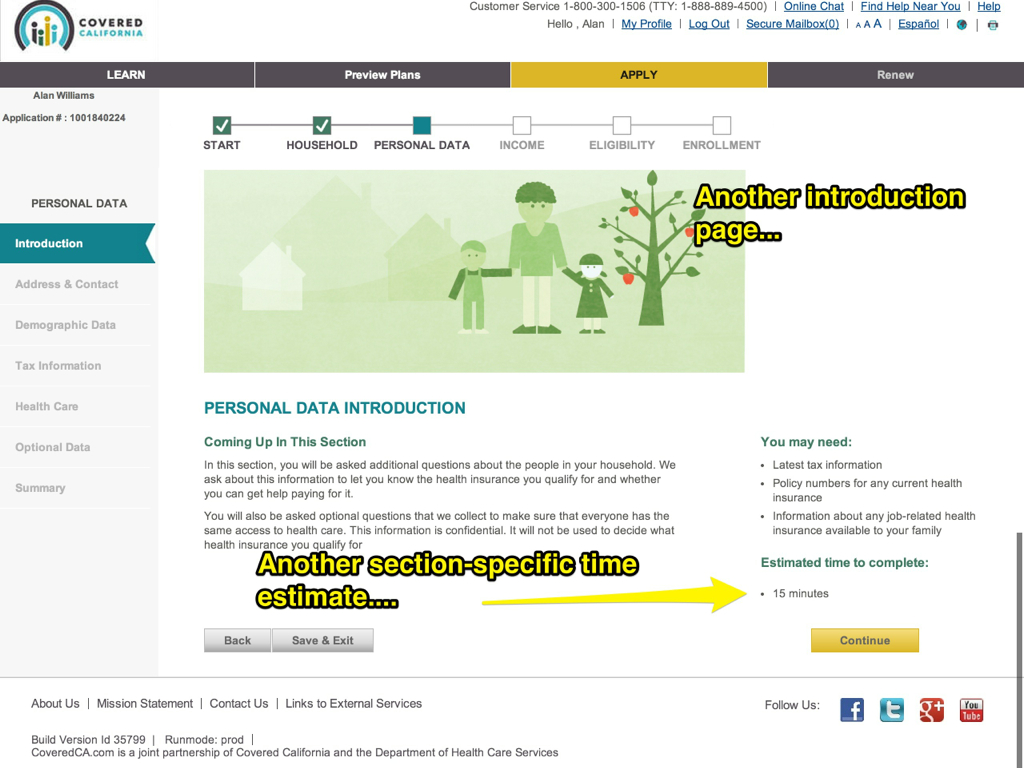 COVERED
CALIFORNIA
Customer Service 1-800-300-1506 (TTY: 1-888-889-4500) | Online Chat | Find Help Near You | Help
Hello , Alan | My Profile | Log Out | Secure Mailbox(0) | A A A | Español |
LEARN
Preview Plans
APPLY
Renew
Alan Williams
Application # : 1001840224
START
HOUSEHOLD
PERSONAL DATA
INCOME
ELIGIBILITY
ENROLLMENT
PERSONAL DATA
Introduction
Address & Contact
Demographic Data
Tax Information
Health Care
Optional Data
Summary
Another introduction
page...
PERSONAL DATA INTRODUCTION
Coming Up In This Section
In this section, you will be asked additional questions about the people in your household. We
ask about this information to let you know the health insurance you qualify for and whether
you can get help paying for it.
You will also be asked optional questions that we collect to make sure that everyone has the
same access to health care. This information is confidential. It will not be used to decide what
health insurance you qualify for
Another section-specific time
estimate....
You may need:
• Latest tax information
• Policy numbers for any current health
insurance
• Information about any job-related health
insurance available to your family
Estimated time to complete:
• 15 minutes
Back
Save & Exit
Continue
About Us | Mission Statement | Contact Us | Links to External Services
Follow Us:
You
Tube
Build Version Id 35799 | Runmode: prod |
CoveredCA.com is a joint partnership of Covered California and the Department of Health Care Services